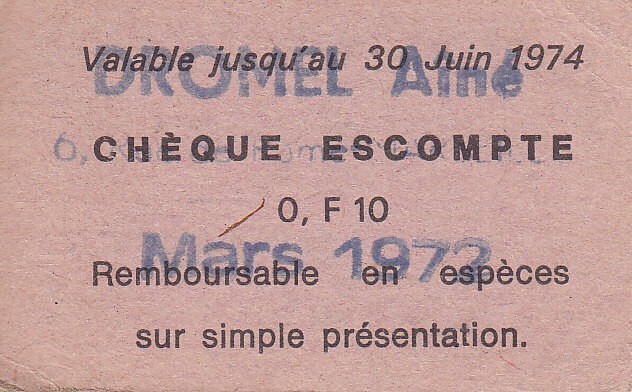 Valable jusqu'au 30 Juin 1974
DROMEL Aîné
CHÈQUE ESCOMPTE
6,
0, F 10
Mars 1972
Remboursable en espèces
sur simple présentation.